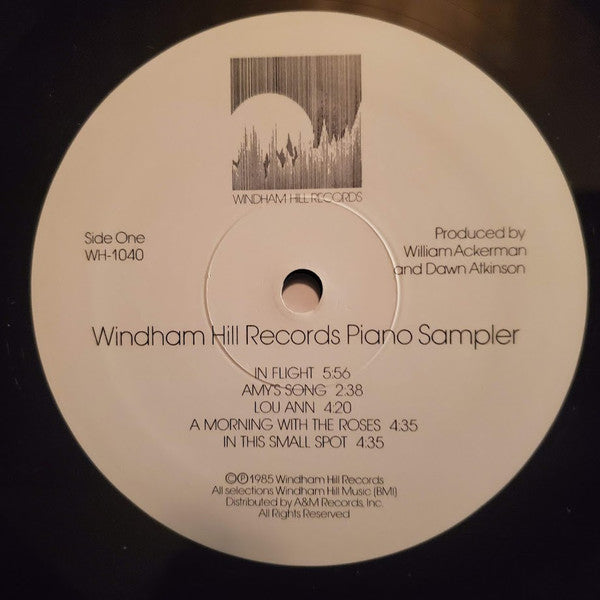 WINDHAM HILL RECORDS
Side One
WH-1040
Produced by
William Ackerman
and Dawn Atkinson
Windham Hill Records Piano Sampler
IN FLIGHT 5:56
AMY'S SONG 2:38
LOU ANN 4:20
A MORNING WITH THE ROSES 4:35
IN THIS SMALL SPOT 4:35
©℗1985 Windham Hill Records
All selections Windham Hill Music (BMI)
Distributed by A&M Records, Inc.
All Rights Reserved